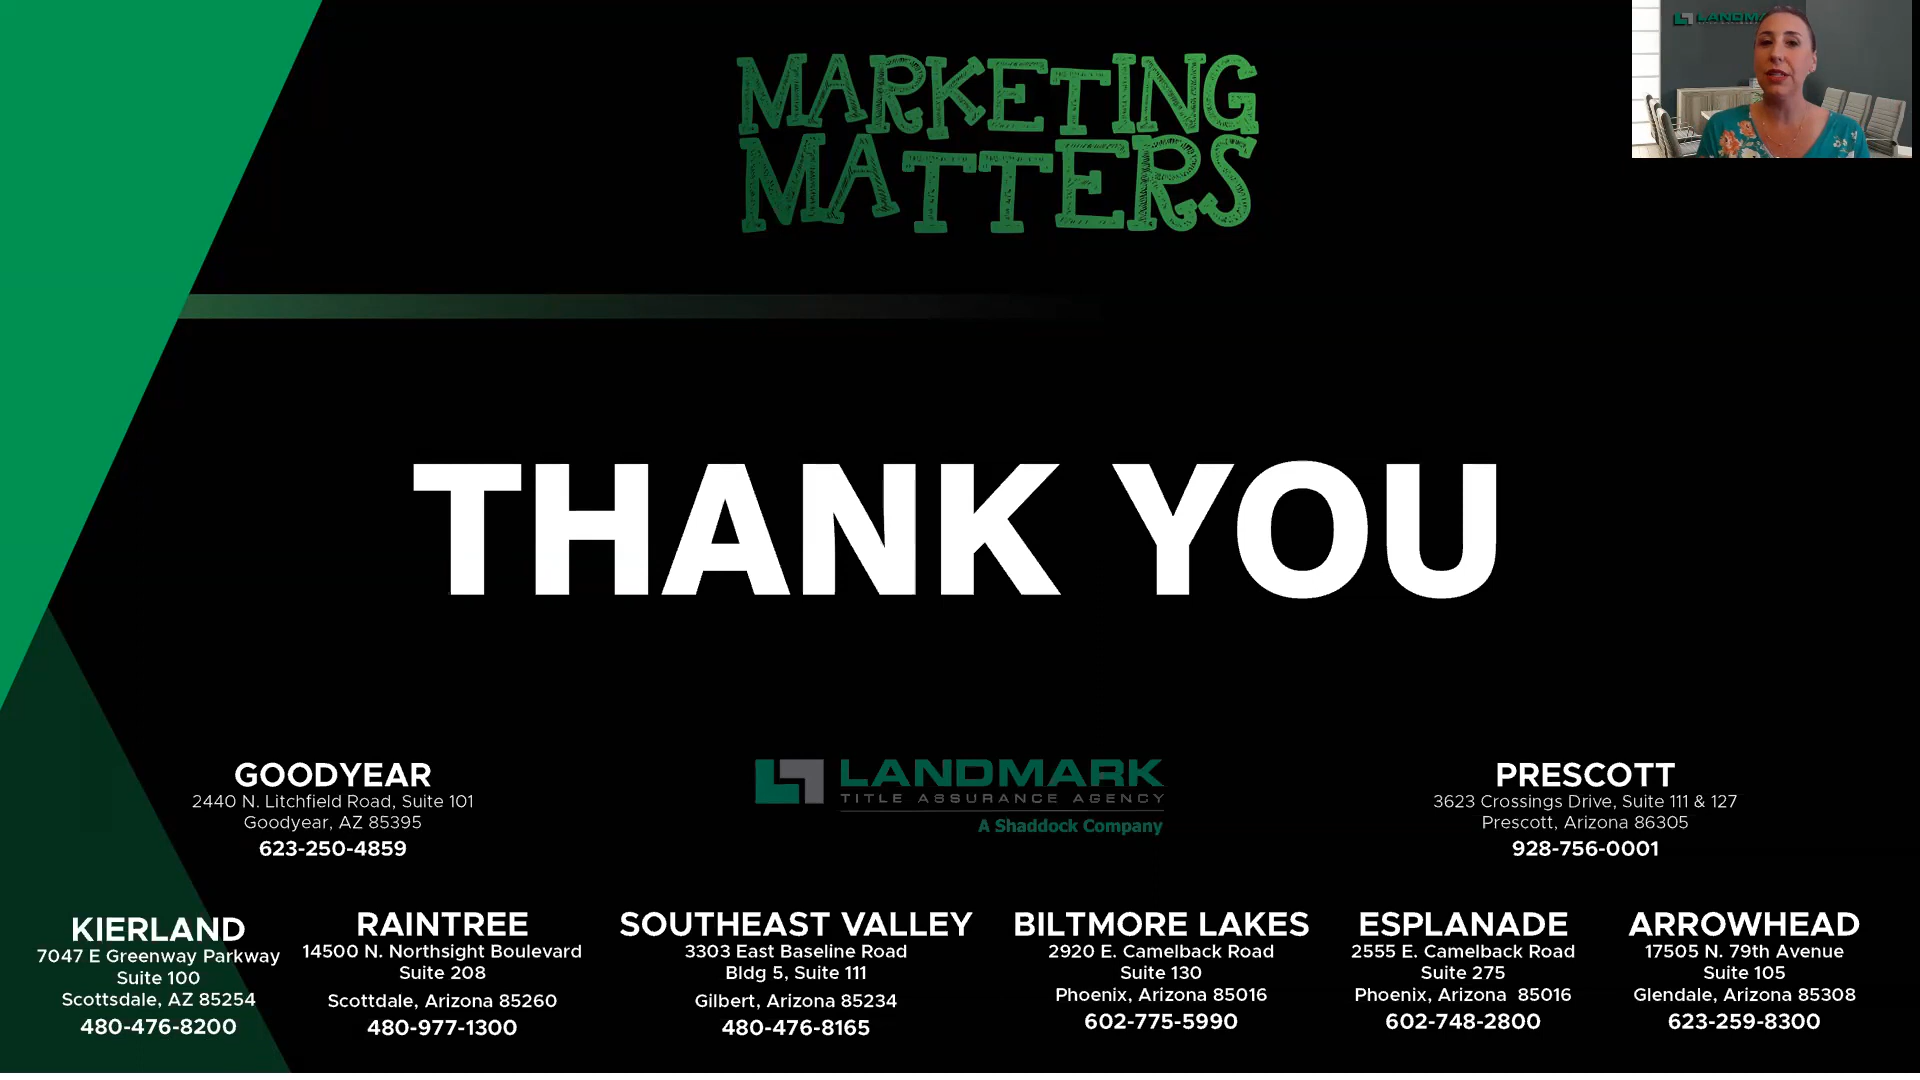 MARKETING
MATTERS
THANK YOU
GOODYEAR
2440 N. Litchfield Road, Suite 101
Goodyear, AZ 85395
623-250-4859
LANDMARK
TITLE ASSURANCE AGENCY
A Shaddock Company
PRESCOTT
3623 Crossings Drive, Suite 111 & 127
Prescott, Arizona 86305
928-756-0001
KIERLAND
7047 E Greenway Parkway
Suite 100
Scottsdale, AZ 85254
480-476-8200
RAINTREE
14500 N. Northsight Boulevard
Suite 208
Scottdale, Arizona 85260
480-977-1300
SOUTHEAST VALLEY
3303 East Baseline Road
Bldg 5, Suite 111
Gilbert, Arizona 85234
480-476-8165
BILTMORE LAKES
2920 E. Camelback Road
Suite 130
Phoenix, Arizona 85016
602-775-5990
ESPLANADE
2555 E. Camelback Road
Suite 275
Phoenix, Arizona  85016
602-748-2800
ARROWHEAD
17505 N. 79th Avenue
Suite 105
Glendale, Arizona 85308
623-259-8300